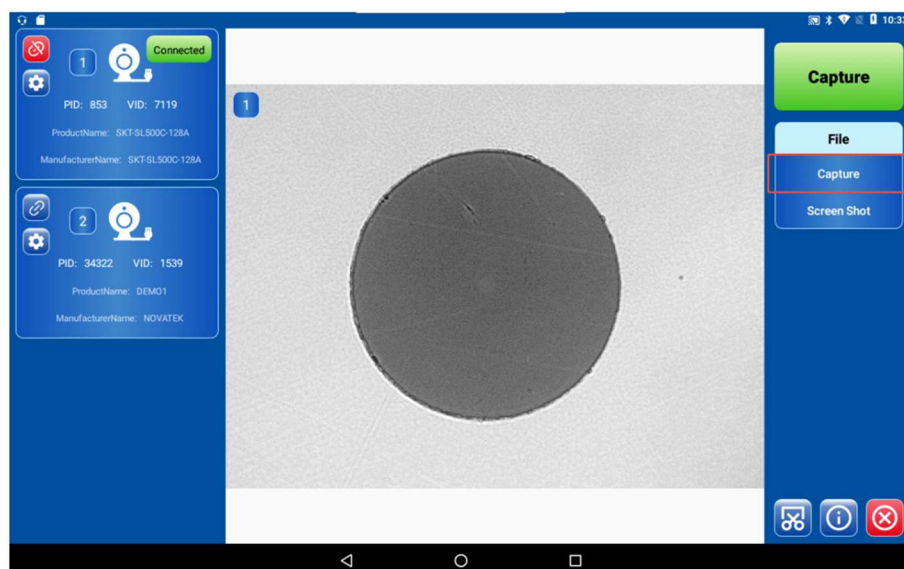 10:33
1
Connected
PID: 853 VID: 7119
ProductName: SKT-SL500C-128A
ManufacturerName: SKT-SL500C-128A
2
PID: 34322 VID: 1539
ProductName: DEMO1
ManufacturerName: NOVATEK
1
Capture
File
Capture
Screen Shot